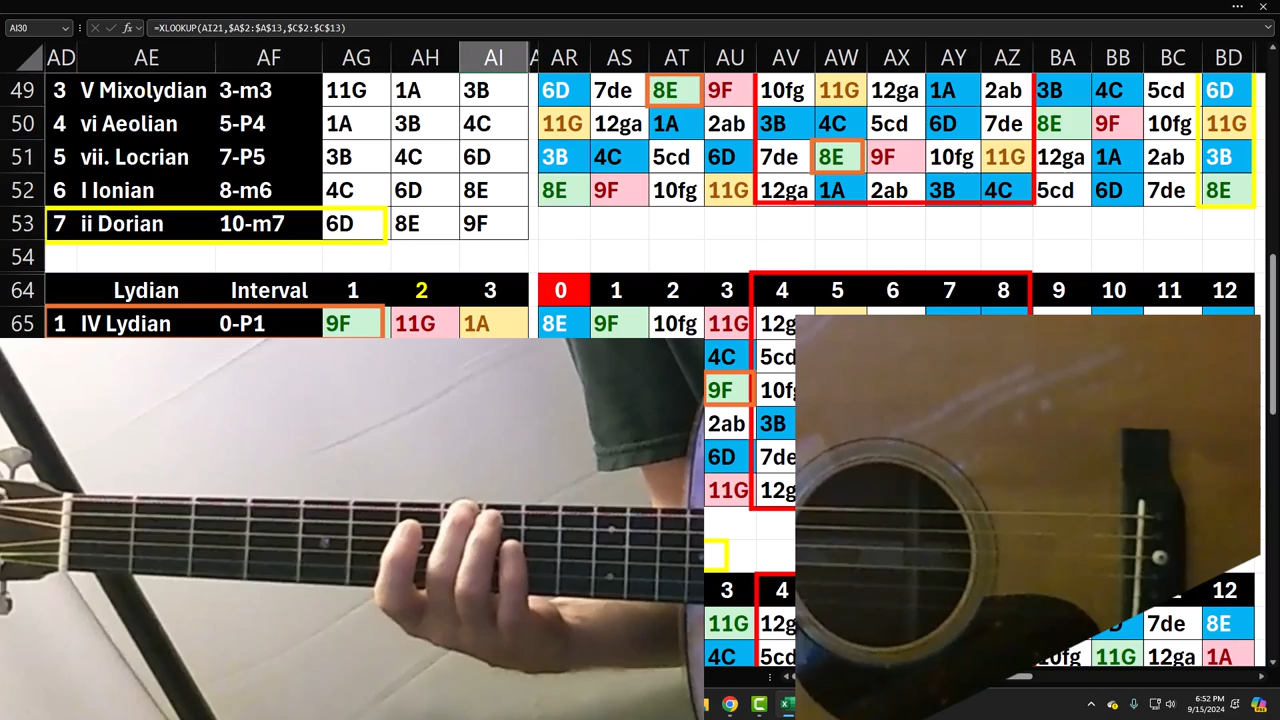 AI30 fx =XLOOKUP(AI21,$A$2:$A$13,$C$2:$C$13)
AD AE AF AG AH AI A AR AS AT AU AV AW AX AY AZ BA BB BC BD
49 3 V Mixolydian 3-m3 11G 1A 3B 6D 7de 8E 9F 10fg 11G 12ga 1A 2ab 3B 4C 5cd 6D
50 4 vi Aeolian 5-P4 1A 3B 4C 11G 12ga 1A 2ab 3B 4C 5cd 6D 7de 8E 9F 10fg 11G
51 5 vii. Locrian 7-P5 3B 4C 6D 3B 4C 5cd 6D 7de 8E 9F 10fg 11G 12ga 1A 2ab 3B
52 6 I Ionian 8-m6 4C 6D 8E 8E 9F 10fg 11G 12ga 1A 2ab 3B 4C 5cd 6D 7de 8E
53 7 ii Dorian 10-m7 6D 8E 9F
54
64 Lydian Interval 1 2 3 0 1 2 3 4 5 6 7 8 9 10 11 12
65 1 IV Lydian 0-P1 9F 11G 1A 8E 9F 10fg 11G 12g
4C 5cd
9F 10fg
2ab 3B
6D 7de
11G 12g
3 4 12
11G 12g 7de 8E
4C 5cd 10fg 11G 12ga 1A
6:52 PM
9/15/2024